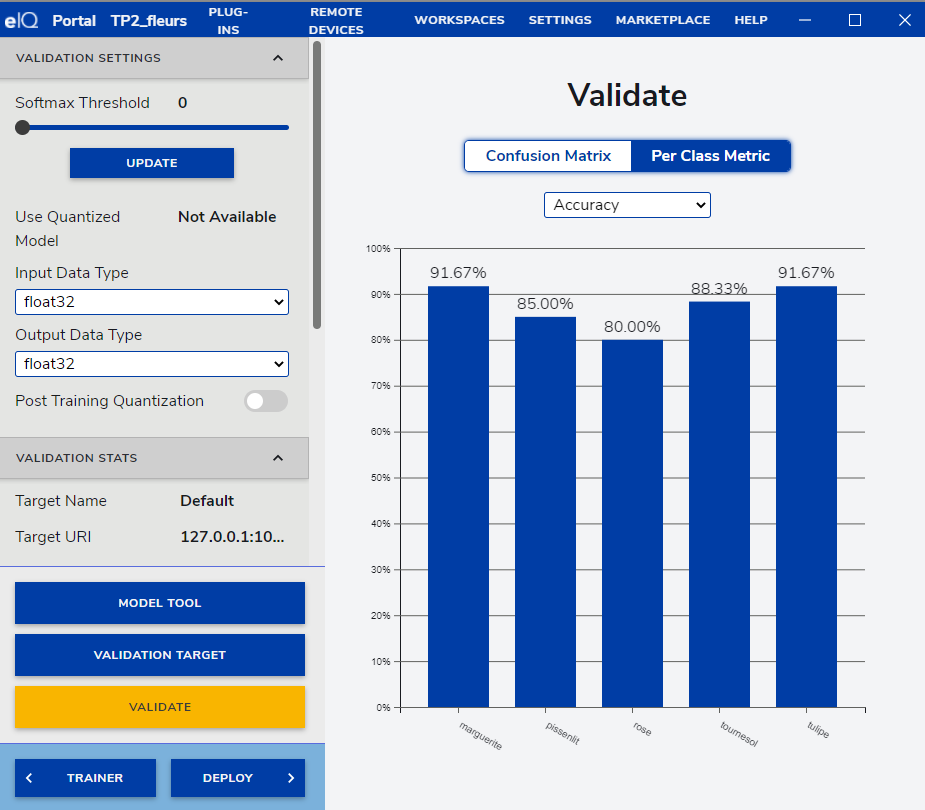 eIQ Portal TP2_fleurs PLUG-INS REMOTE DEVICES WORKSPACES SETTINGS MARKETPLACE HELP
VALIDATION SETTINGS
Softmax Threshold 0
UPDATE
Use Quantized Model Not Available
Input Data Type
float32
Output Data Type
float32
Post Training Quantization
VALIDATION STATS
Target Name Default
Target URI 127.0.0.1:10...
MODEL TOOL
VALIDATION TARGET
VALIDATE
TRAINER
DEPLOY
Validate
Confusion Matrix Per Class Metric
Accuracy
100%
90%
80%
70%
60%
50%
40%
30%
20%
10%
0%
91.67%
85.00%
80.00%
88.33%
91.67%
marguerite
pissenlit
rose
tournesol
tulipe